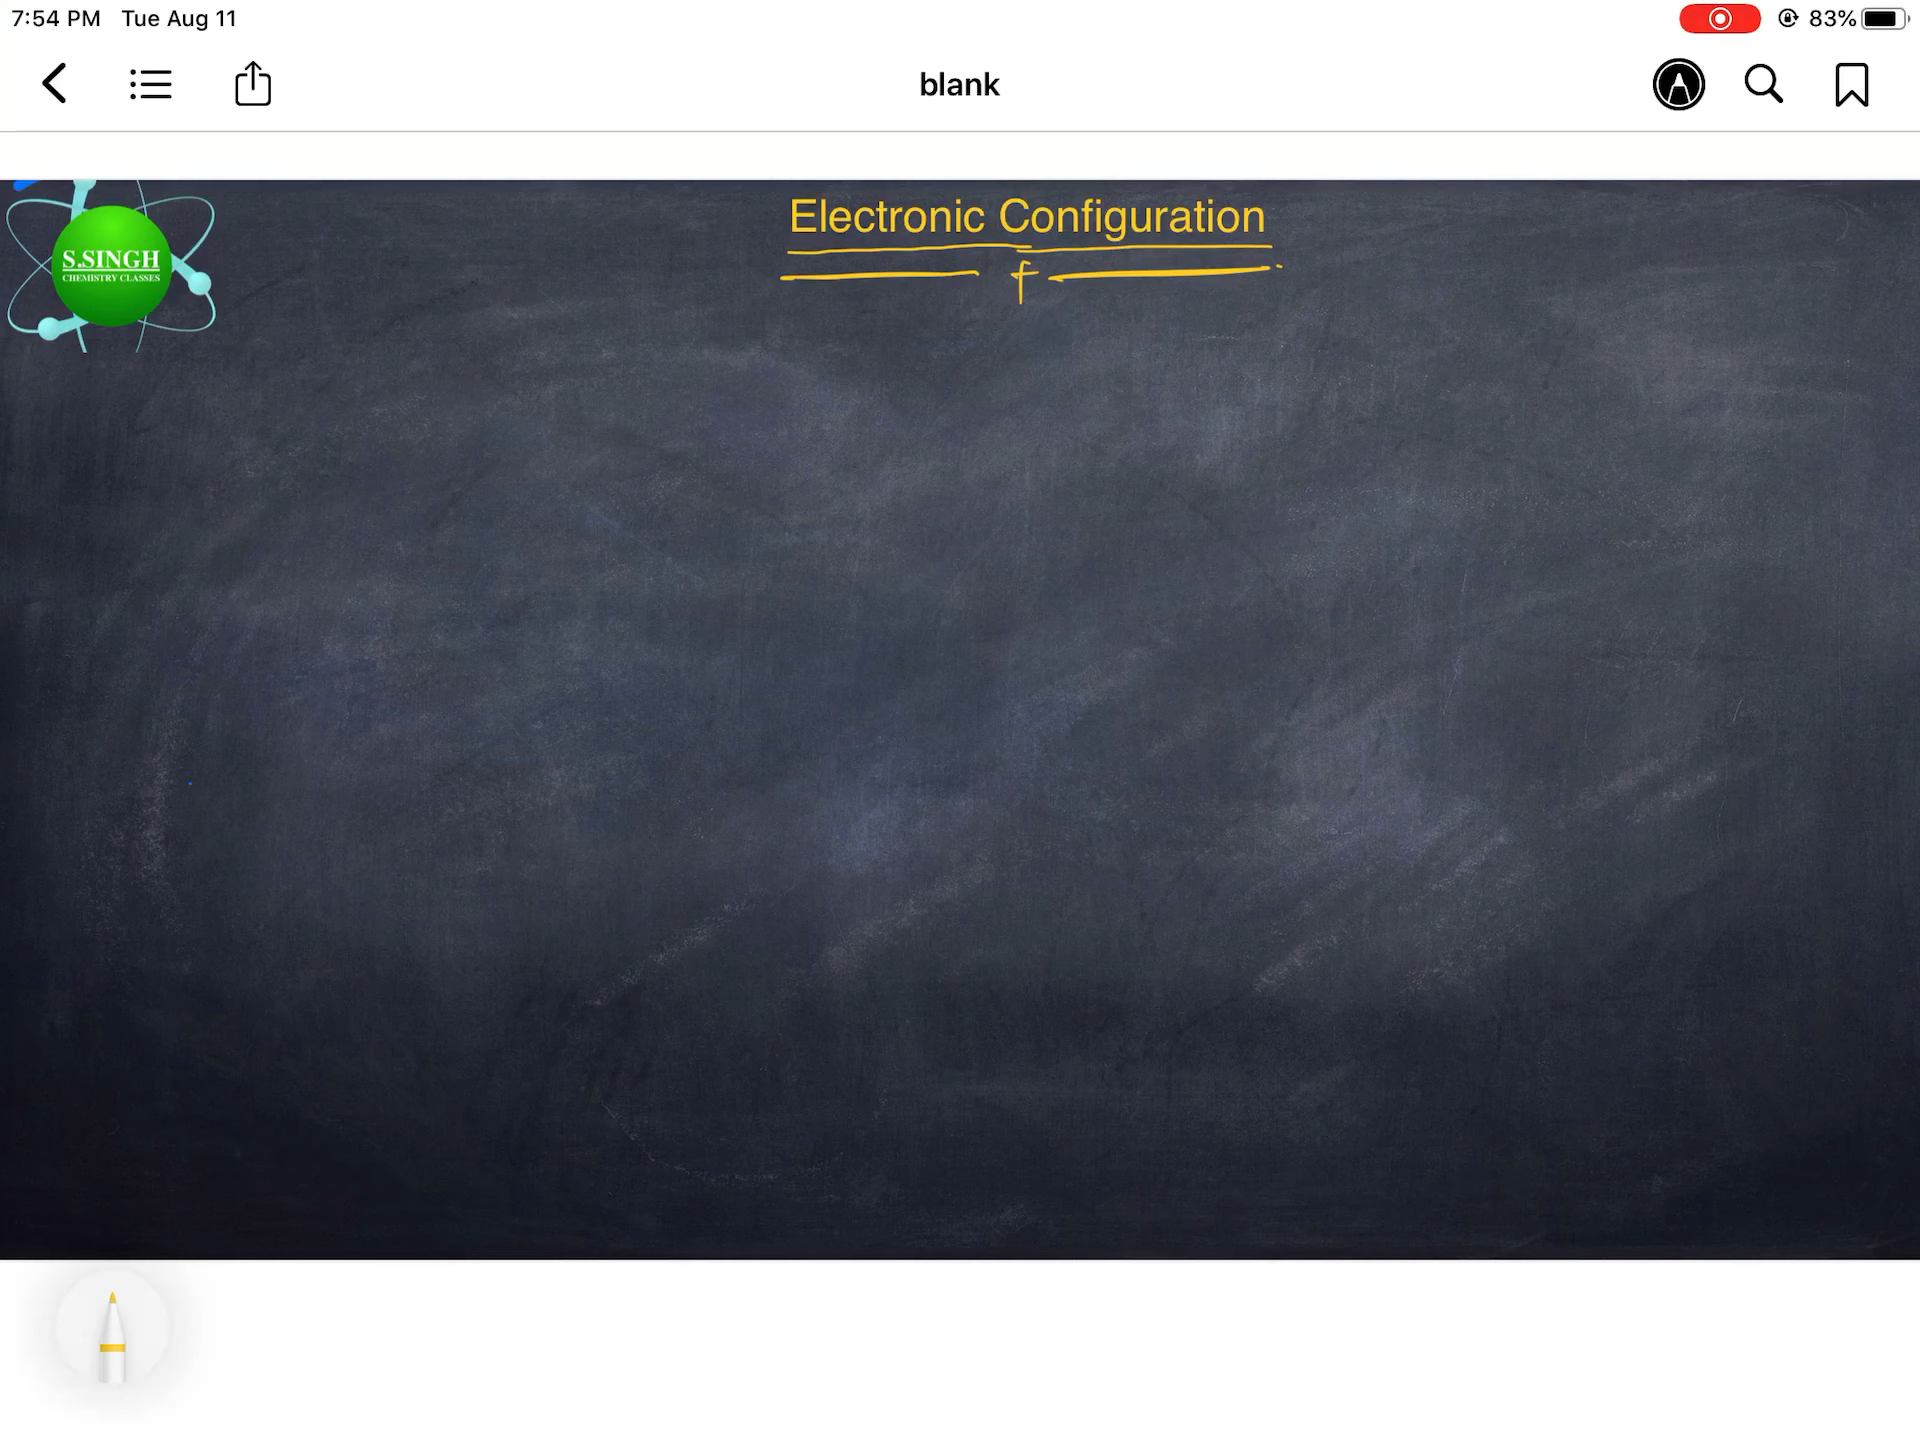 7:54 PM Tue Aug 11
83%
blank
Electronic Configuration
f
S.SINGH
CHEMISTRY CLASSES